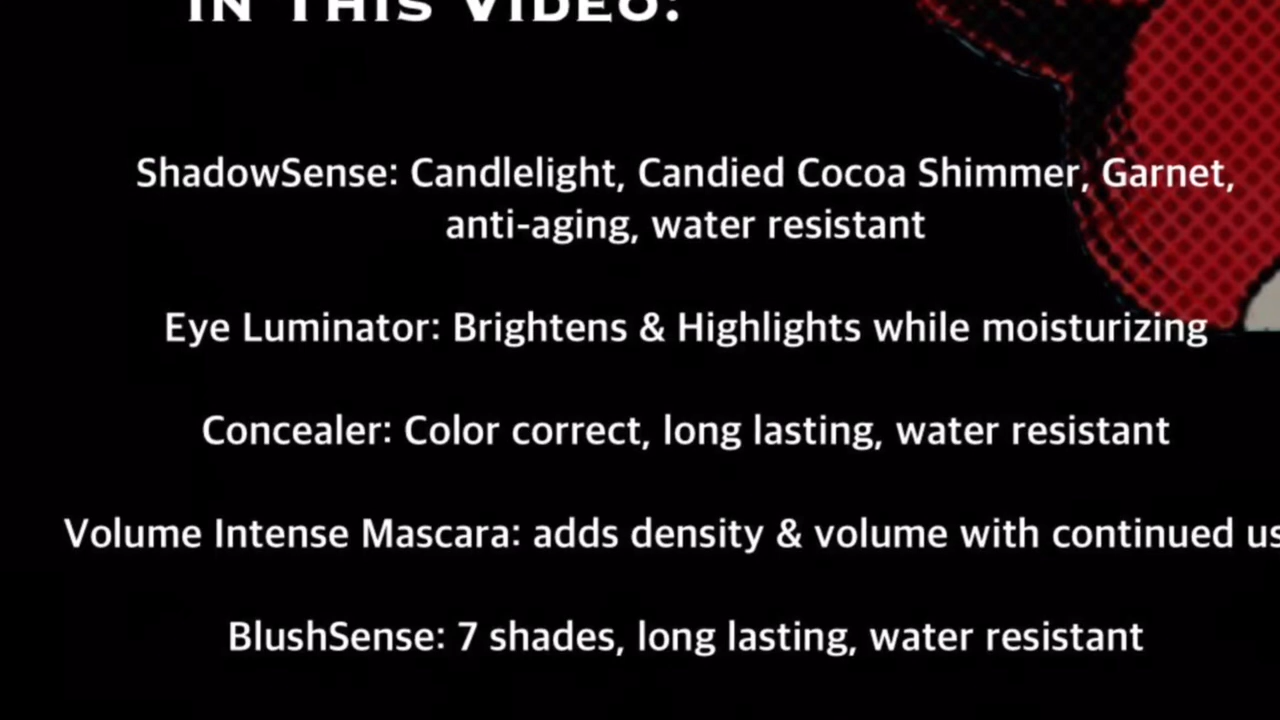 IN THIS VIDEO:
ShadowSense: Candlelight, Candied Cocoa Shimmer, Garnet,
anti-aging, water resistant
Eye Luminator: Brightens & Highlights while moisturizing
Concealer: Color correct, long lasting, water resistant
Volume Intense Mascara: adds density & volume with continued
BlushSense: 7 shades, long lasting, water resistant